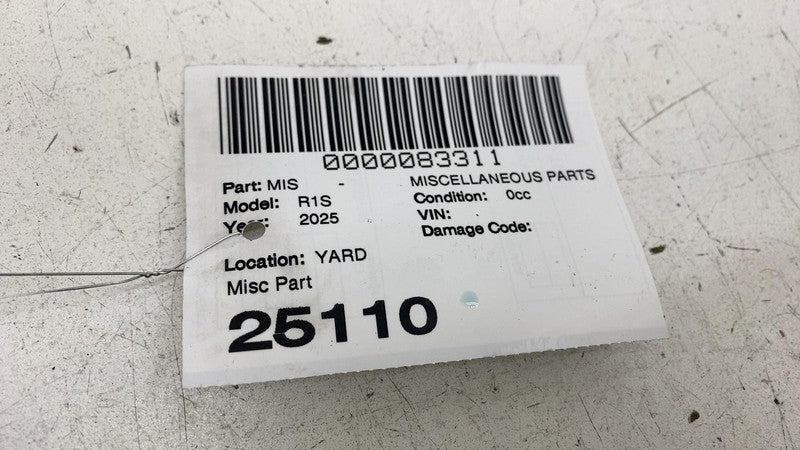 0000083311
Part: MIS - MISCELLANEOUS PARTS
Model: R1S Condition: 0cc
Year: 2025 VIN:
Damage Code:
Location: YARD
Misc Part
25110